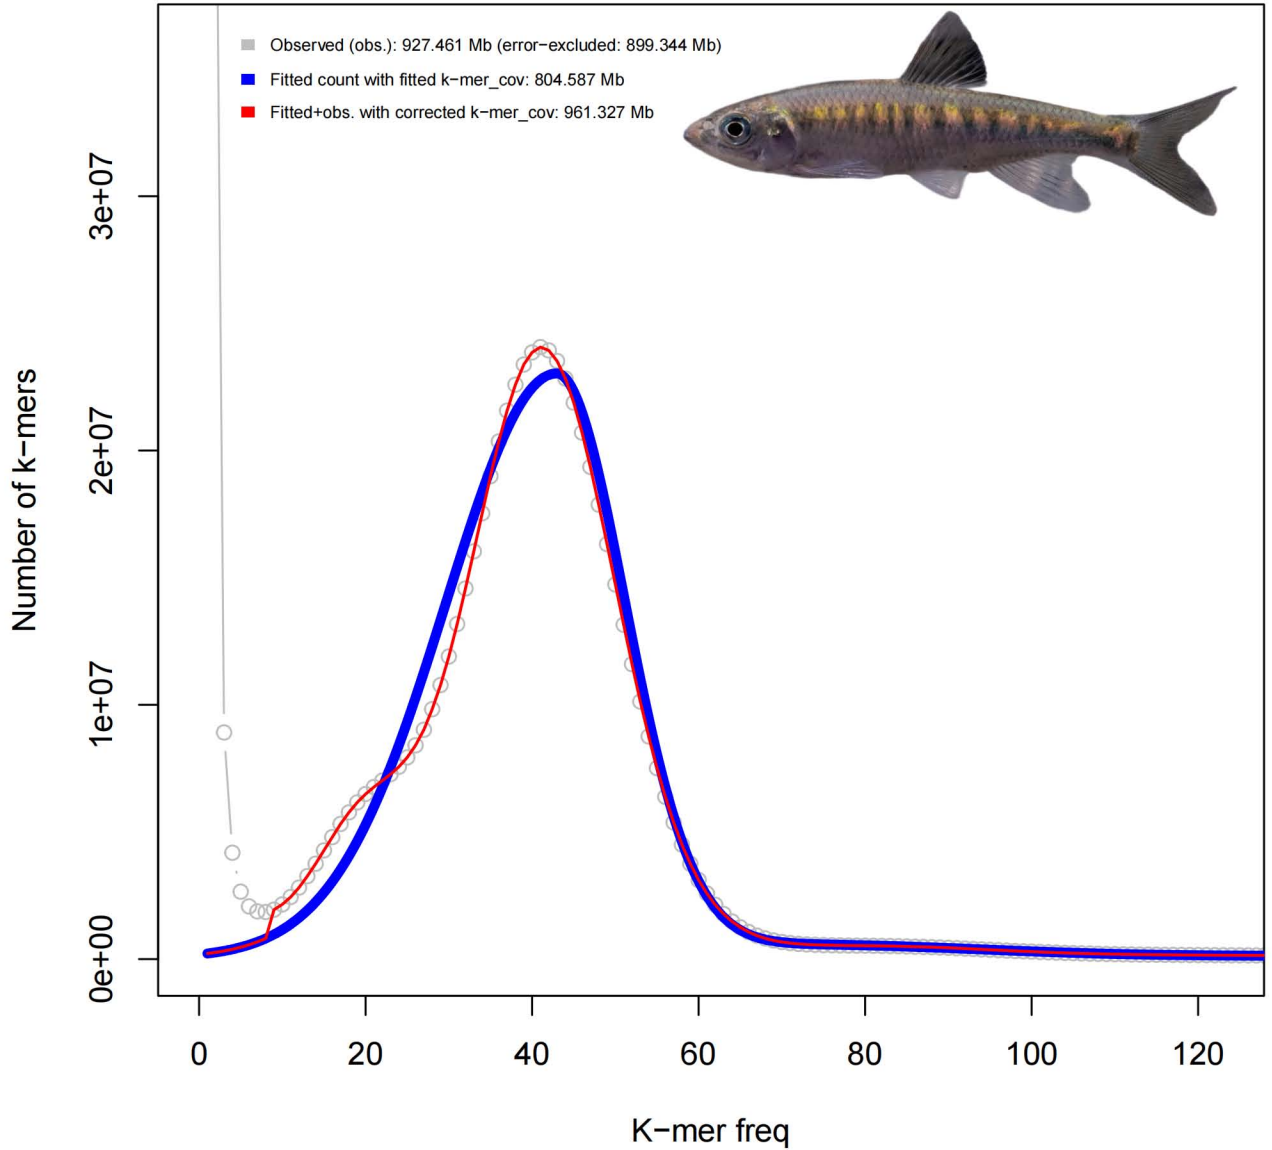 Observed (obs.): 927.461 Mb (error−excluded: 899.344 Mb)
Fitted count with fitted k−mer_cov: 804.587 Mb
Fitted+obs. with corrected k−mer_cov: 961.327 Mb
Number of k−mers
3e+07
2e+07
1e+07
0e+00
0 20 40 60 80 100 120
K−mer freq